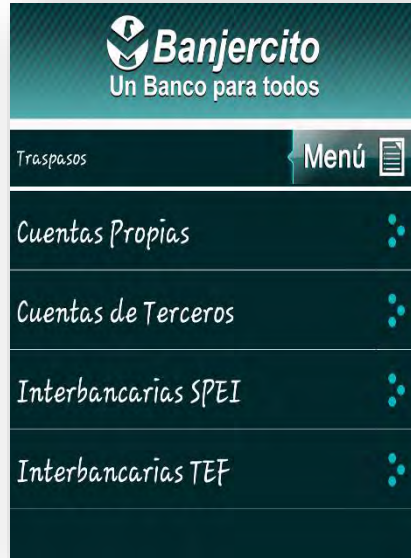 Banjercito
Un Banco para todos
Traspasos
Menú
Cuentas Propias
Cuentas de Terceros
Interbancarias SPEI
Interbancarias TEF